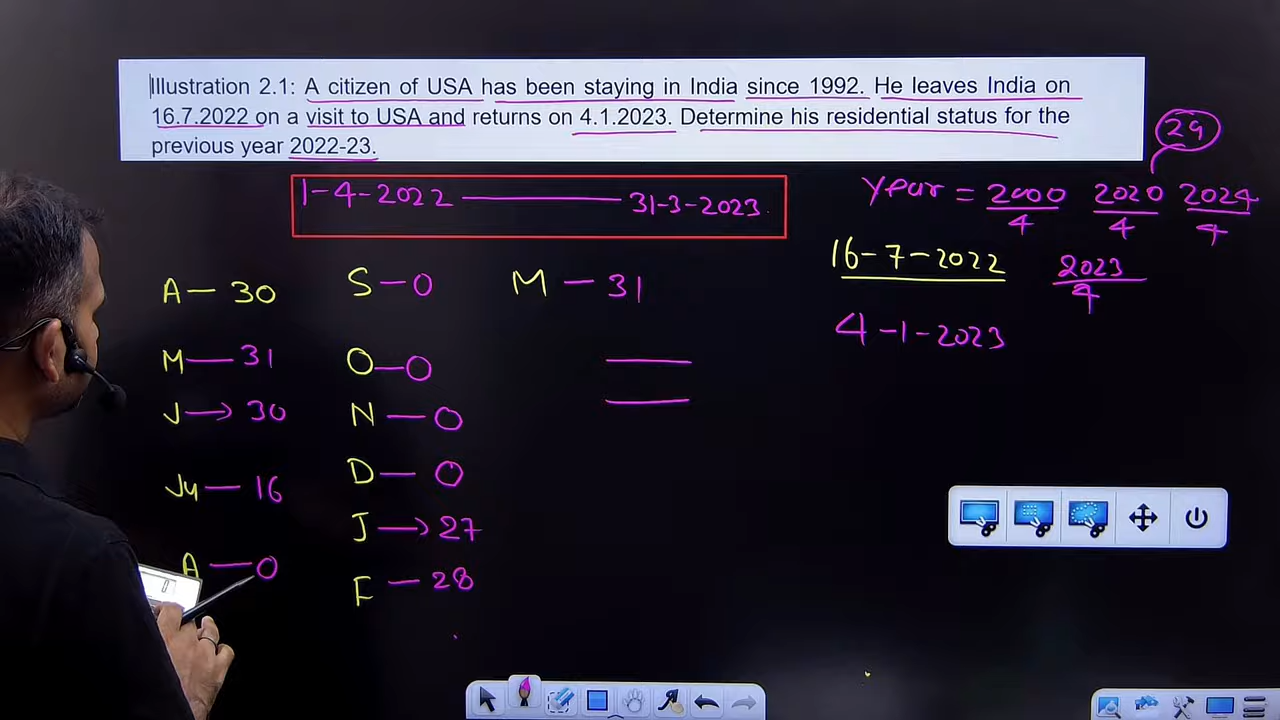 Illustration 2.1: A citizen of USA has been staying in India since 1992. He leaves India on
16.7.2022 on a visit to USA and returns on 4.1.2023. Determine his residential status for the
previous year 2022-23.
29
1-4-2022 — 31-3-2023
Year = 2000/4 2020/4 2024/4
16-7-2022
2023/4
4-1-2023
A — 30
M — 31
J → 30
Jy — 16
A — 0
S — 0
O — 0
N — 0
D — 0
J → 27
F — 28
M — 31